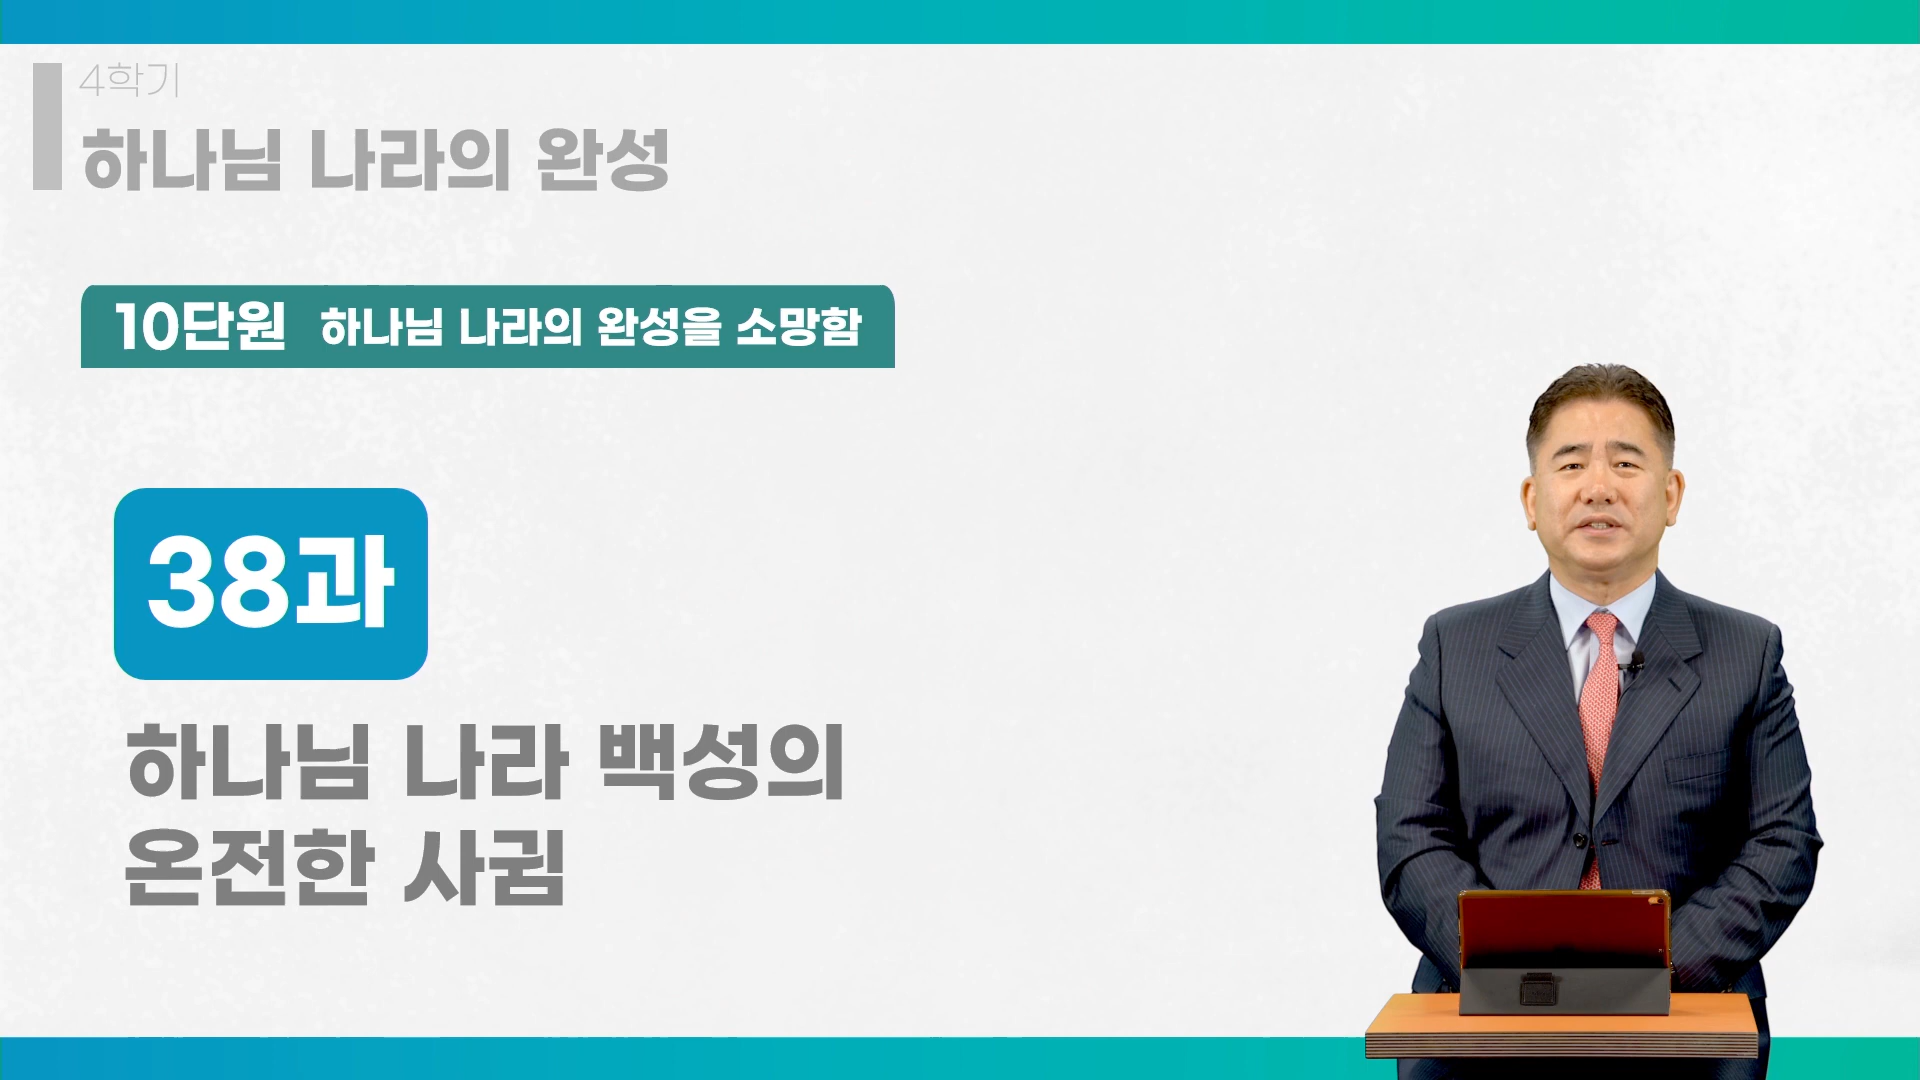 4학기
하나님 나라의 완성
10단원 하나님 나라의 완성을 소망함
38과
하나님 나라 백성의
온전한 사귐